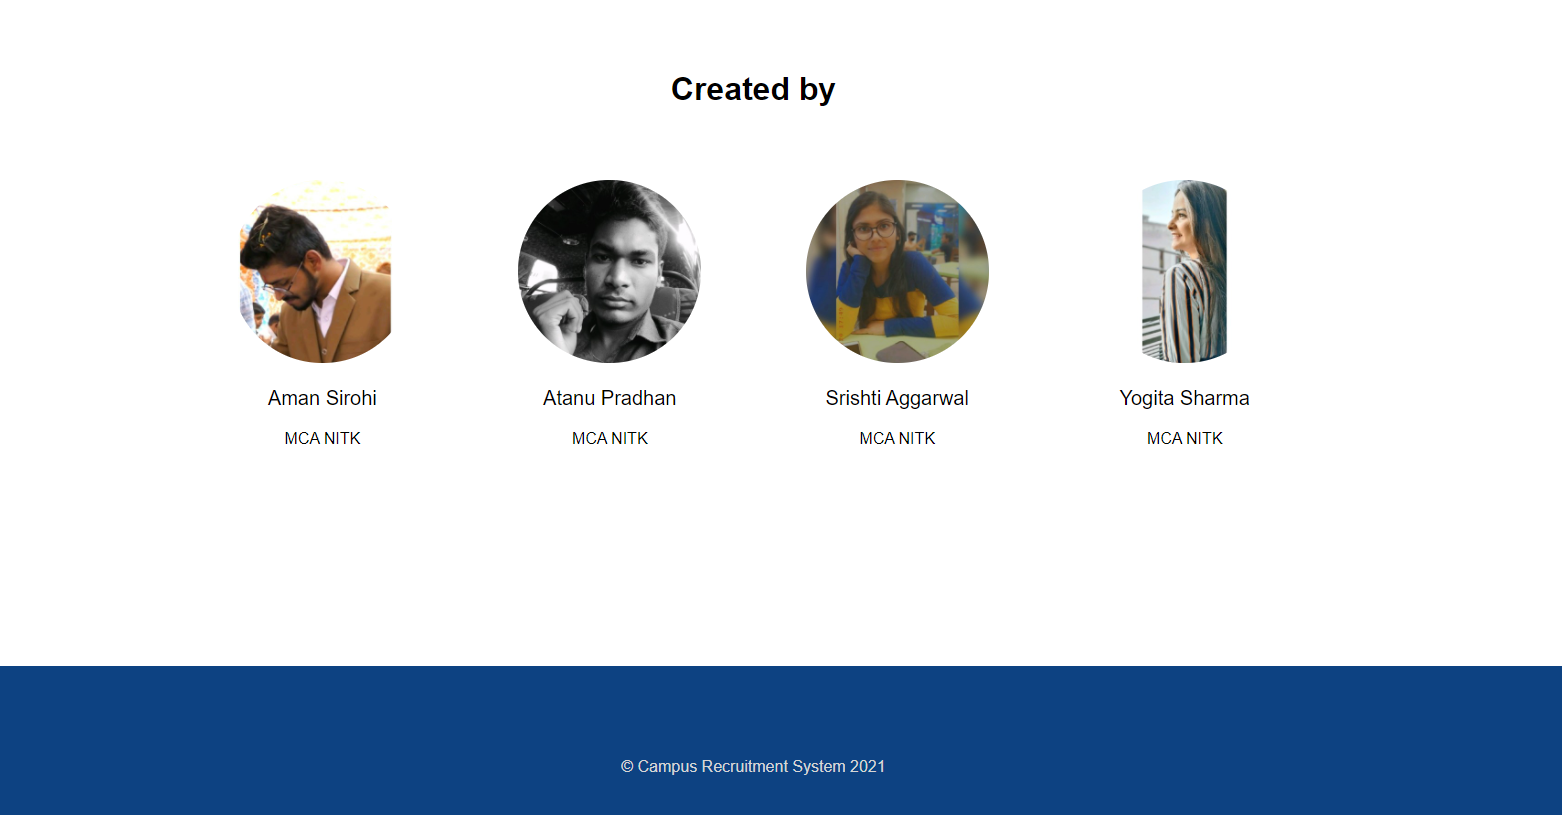 Created by
Aman Sirohi
Atanu Pradhan
Srishti Aggarwal
Yogita Sharma
MCA NITK
MCA NITK
MCA NITK
MCA NITK
© Campus Recruitment System 2021